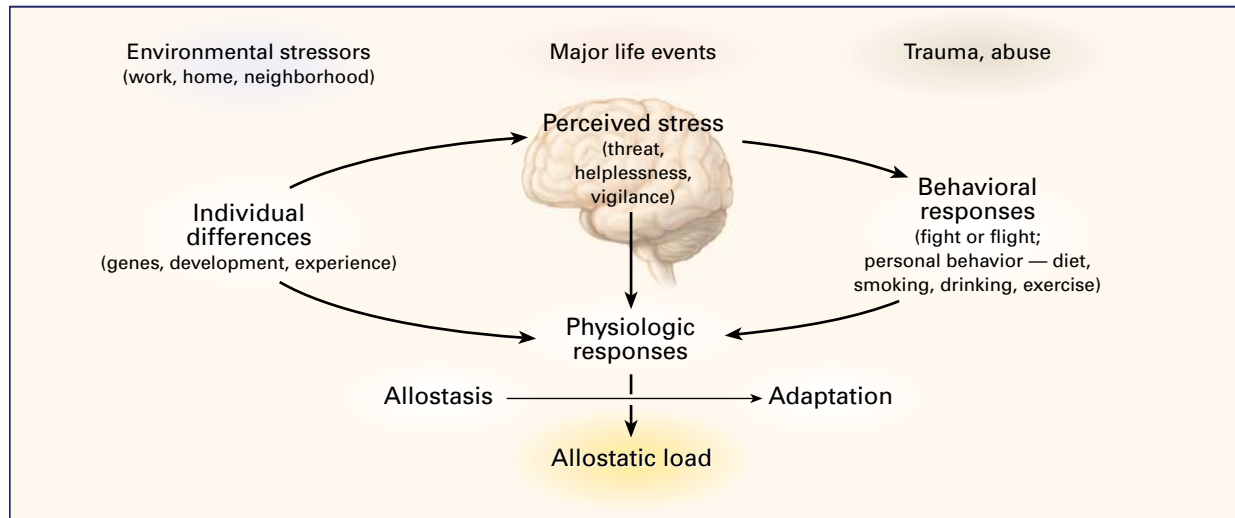 Environmental stressors
(work, home, neighborhood)
Major life events
Trauma, abuse
Perceived stress
(threat,
helplessness,
vigilance)
Individual
differences
(genes, development, experience)
Behavioral
responses
(fight or flight;
personal behavior — diet,
smoking, drinking, exercise)
Physiologic
responses
Allostasis
Adaptation
Allostatic load